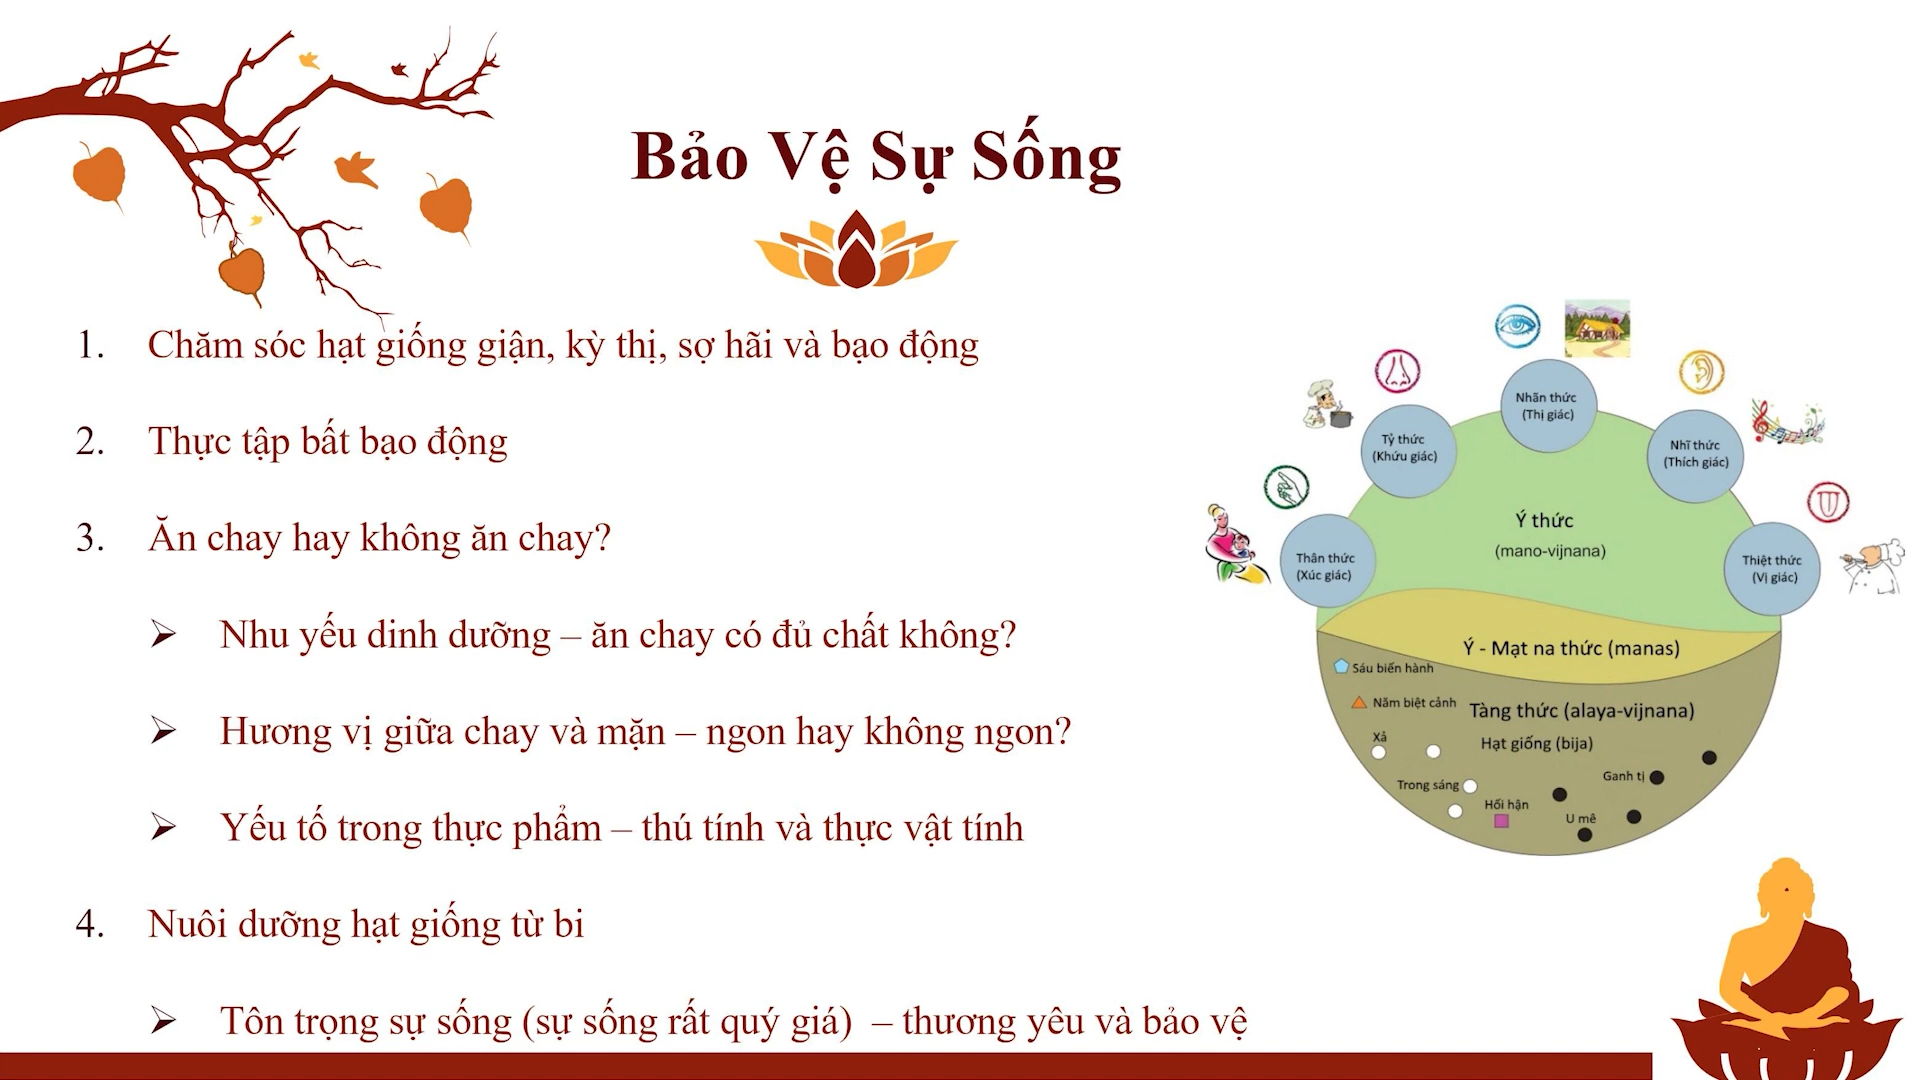 Bảo Vệ Sự Sống
1. Chăm sóc hạt giống giận, kỳ thị, sợ hãi và bạo động
2. Thực tập bất bạo động
3. Ăn chay hay không ăn chay?
➢ Nhu yếu dinh dưỡng – ăn chay có đủ chất không?
➢ Hương vị giữa chay và mặn – ngon hay không ngon?
➢ Yếu tố trong thực phẩm – thú tính và thực vật tính
4. Nuôi dưỡng hạt giống từ bi
➢ Tôn trọng sự sống (sự sống rất quý giá) – thương yêu và bảo vệ
Nhãn thức
(Thị giác)
Tỷ thức
(Khứu giác)
Nhĩ thức
(Thích giác)
Thân thức
(Xúc giác)
Thiệt thức
(Vị giác)
Ý thức
(mano-vijnana)
Ý - Mạt na thức (manas)
Sáu biến hành
Năm biệt cảnh
Tàng thức (alaya-vijnana)
Hạt giống (bija)
Xả
Trong sáng
Hối hận
Ganh tị
U mê